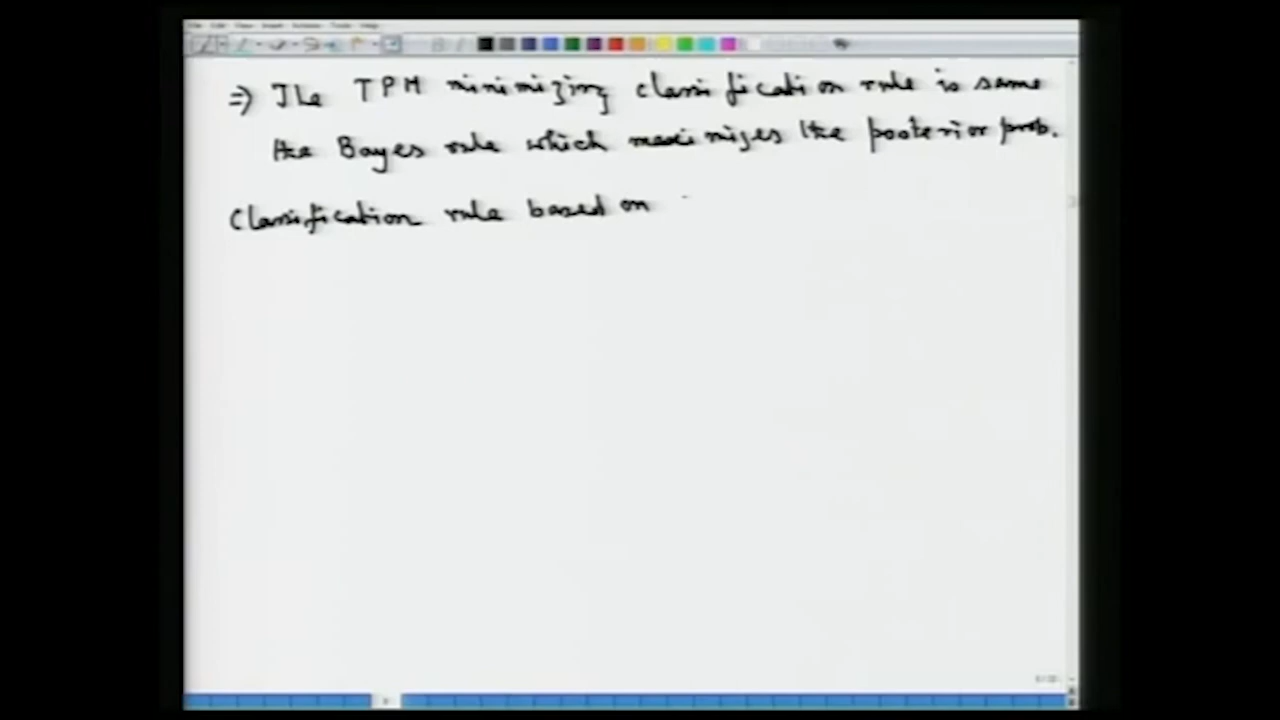 ⇒) The TPM minimizing classification rule is same
the Bayes rule which maximizes the posterior prob.
Classification rule based on